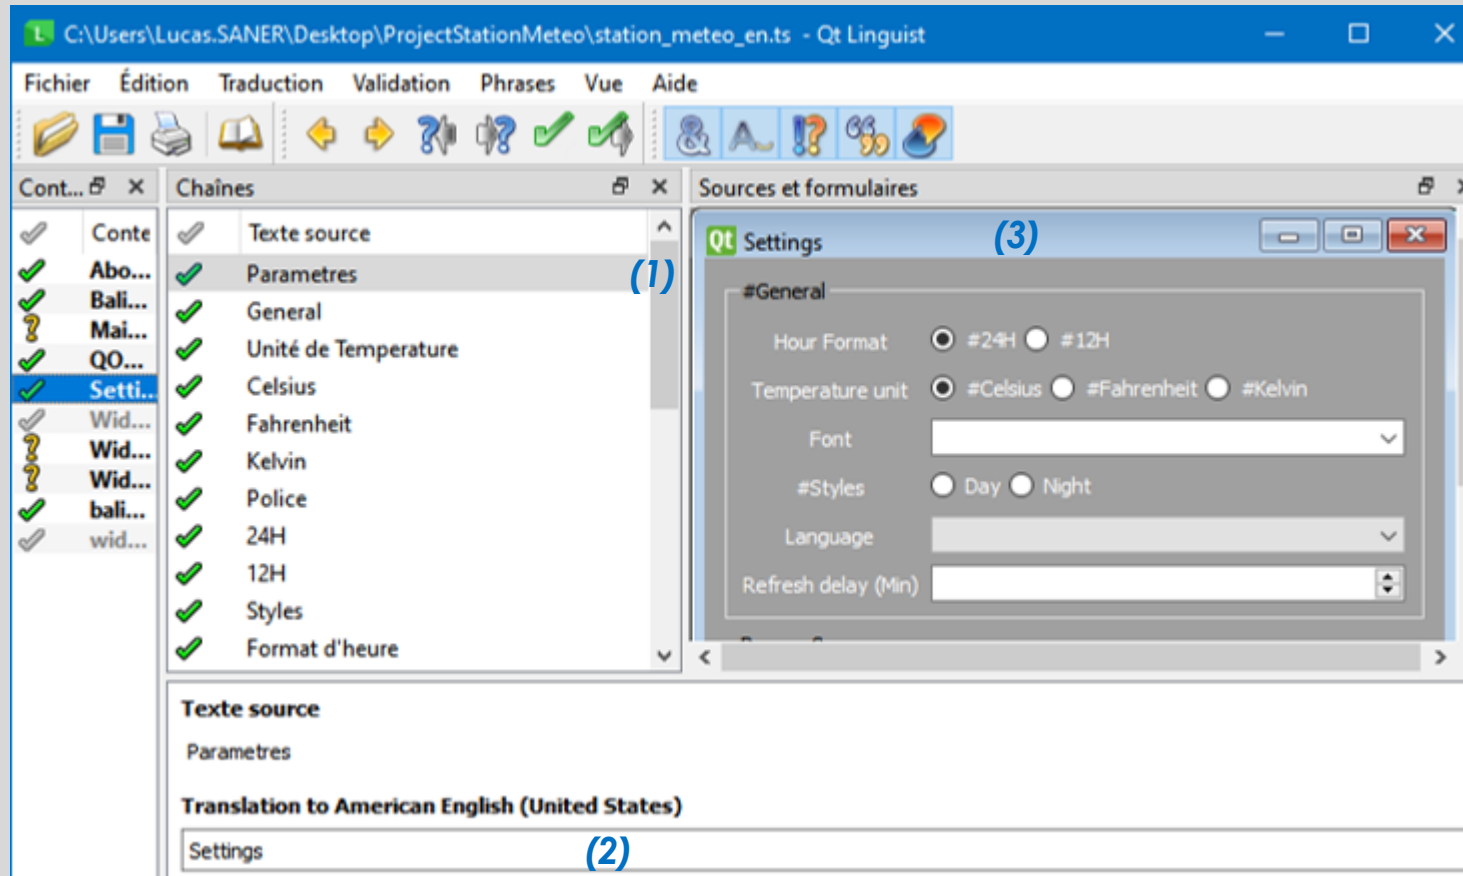 C:\Users\Lucas.SANER\Desktop\ProjectStationMeteo\station_meteo_en.ts - Qt Linguist
Fichier Édition Traduction Validation Phrases Vue Aide
Cont...
Conte
Abo...
Bali...
Mai...
QO...
Setti...
Wid...
Wid...
Wid...
bali...
wid...
Chaînes
Texte source
Parametres (1)
General
Unité de Temperature
Celsius
Fahrenheit
Kelvin
Police
24H
12H
Styles
Format d'heure
Sources et formulaires
Qt Settings (3)
#General
Hour Format #24H #12H
Temperature unit #Celsius #Fahrenheit #Kelvin
Font
#Styles Day Night
Language
Refresh delay (Min)
Texte source
Parametres
Translation to American English (United States)
Settings (2)